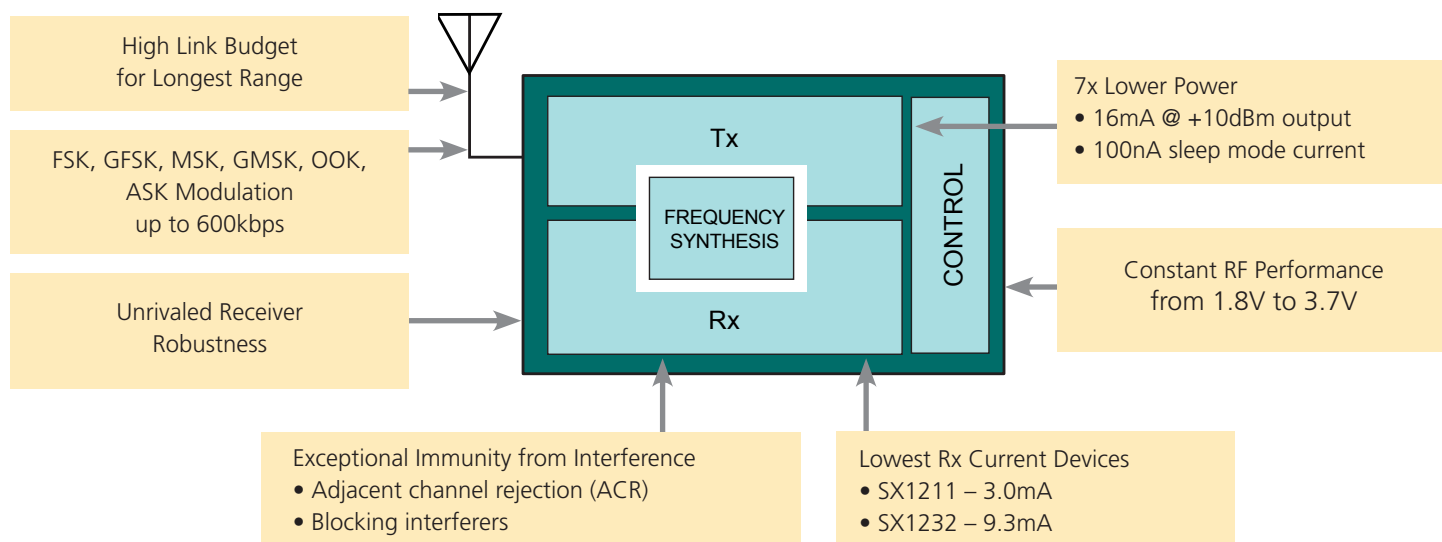 High Link Budget
for Longest Range
FSK, GFSK, MSK, GMSK, OOK,
ASK Modulation
up to 600kbps
Unrivaled Receiver
Robustness
Tx
FREQUENCY
SYNTHESIS
Rx
CONTROL
7x Lower Power
• 16mA @ +10dBm output
• 100nA sleep mode current
Constant RF Performance
from 1.8V to 3.7V
Exceptional Immunity from Interference
• Adjacent channel rejection (ACR)
• Blocking interferers
Lowest Rx Current Devices
• SX1211 – 3.0mA
• SX1232 – 9.3mA